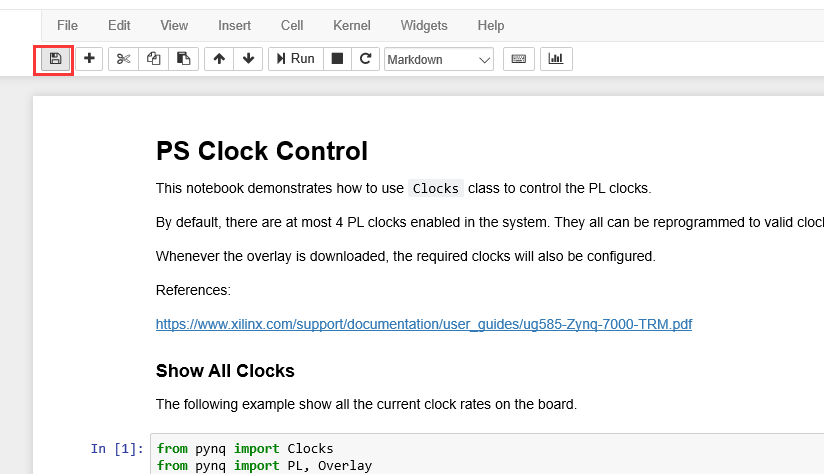 File Edit View Insert Cell Kernel Widgets Help
Run Markdown
PS Clock Control
This notebook demonstrates how to use Clocks class to control the PL clocks.
By default, there are at most 4 PL clocks enabled in the system. They all can be reprogrammed to valid cloc
Whenever the overlay is downloaded, the required clocks will also be configured.
References:
https://www.xilinx.com/support/documentation/user_guides/ug585-Zynq-7000-TRM.pdf
Show All Clocks
The following example show all the current clock rates on the board.
In [1]: from pynq import Clocks
from pynq import PL, Overlay